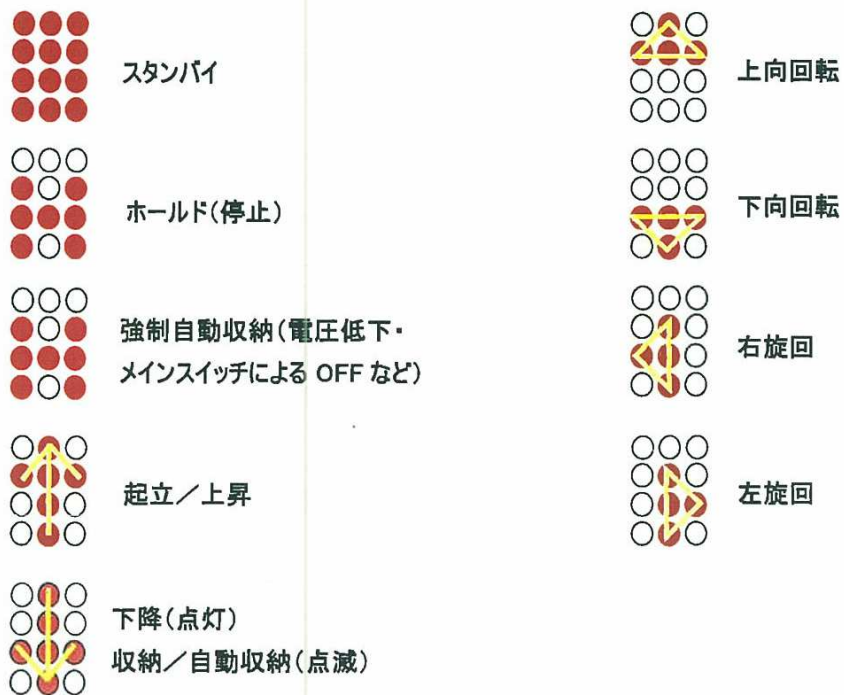 スタンバイ
ホールド(停止)
強制自動収納(電圧低下・
メインスイッチによる OFF など)
起立/上昇
下降(点灯)
収納/自動収納(点滅)
上向回転
下向回転
右旋回
左旋回